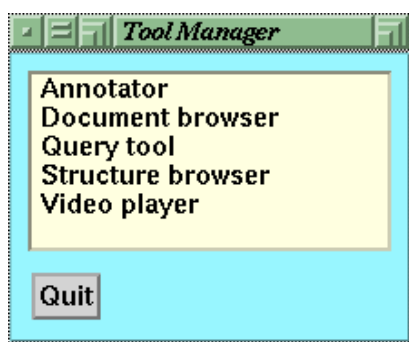 Tool Manager
Annotator
Document browser
Query tool
Structure browser
Video player
Quit